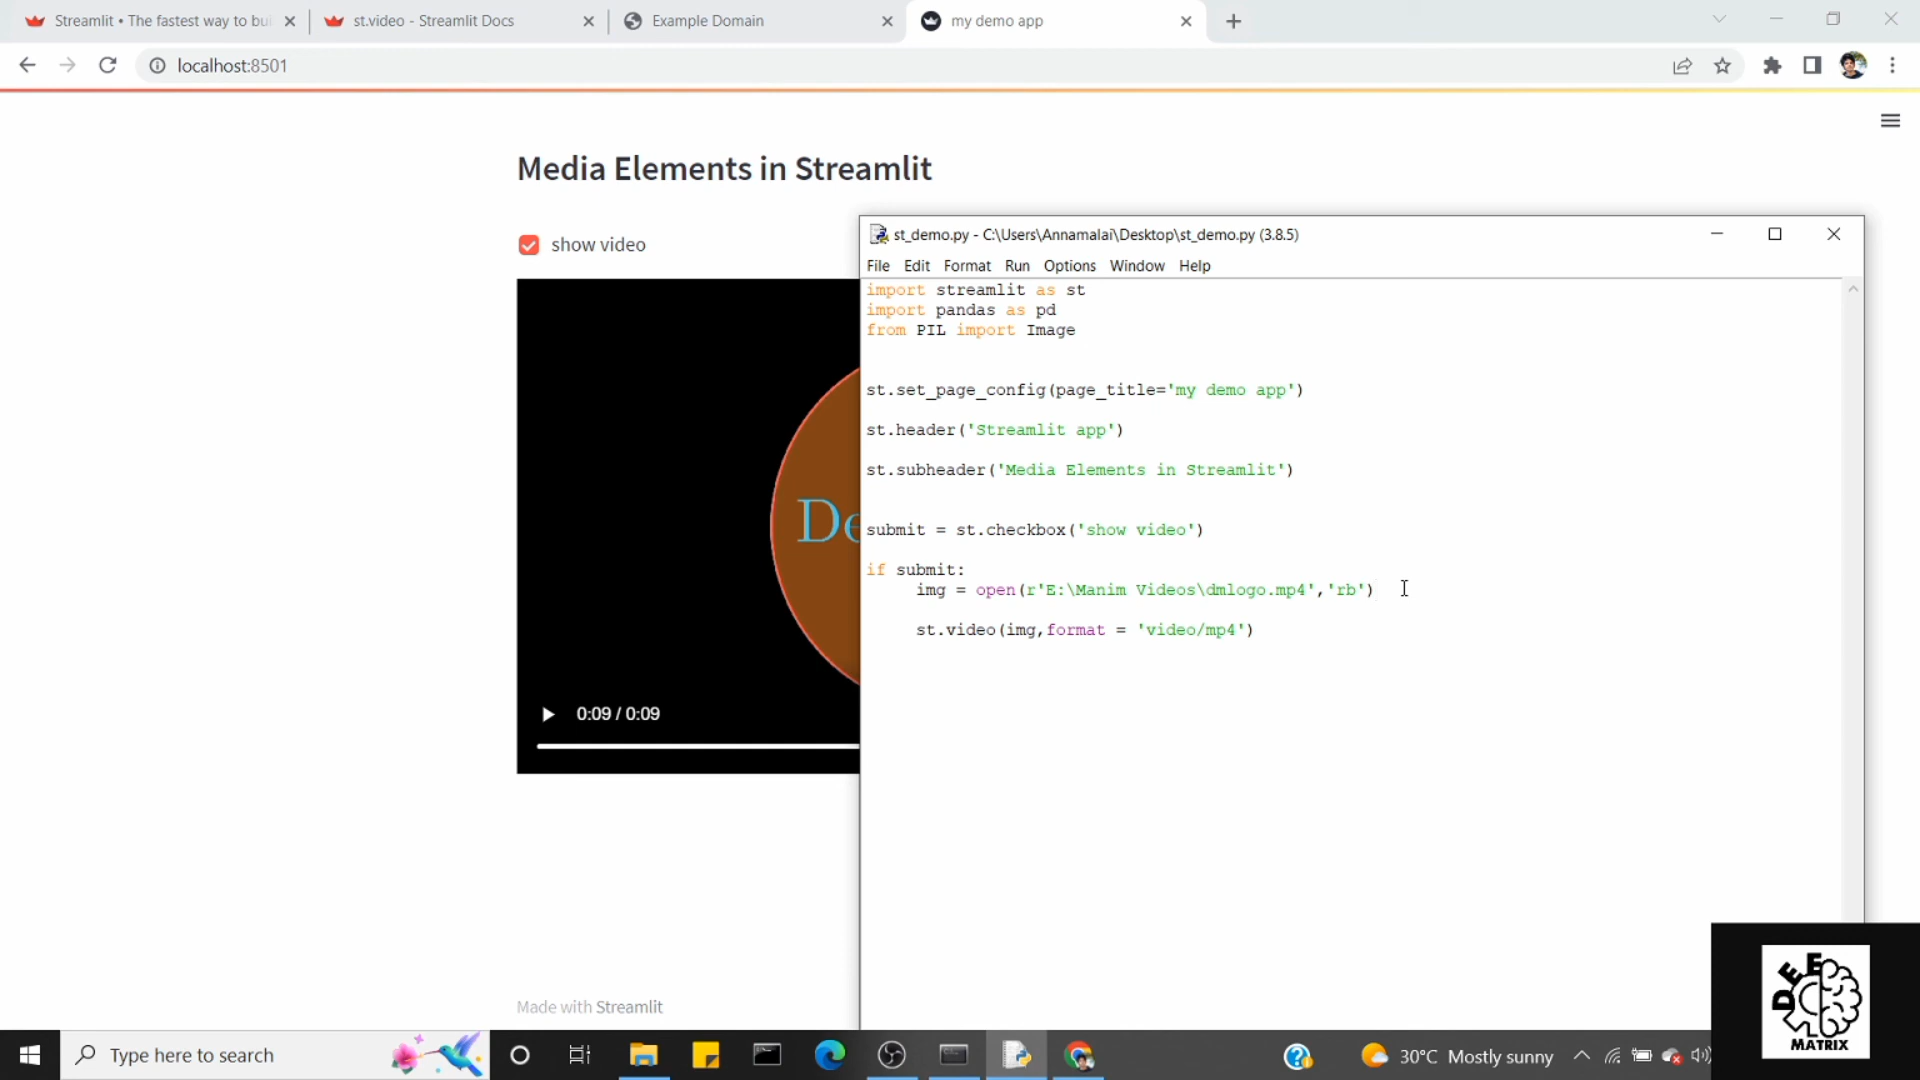 Streamlit • The fastest way to bui
st.video - Streamlit Docs
Example Domain
my demo app
localhost:8501
Media Elements in Streamlit
show video
De
0:09 / 0:09
Made with Streamlit
st_demo.py - C:\Users\Annamalai\Desktop\st_demo.py (3.8.5)
File Edit Format Run Options Window Help
import streamlit as st
import pandas as pd
from PIL import Image
st.set_page_config(page_title='my demo app')
st.header('Streamlit app')
st.subheader('Media Elements in Streamlit')
submit = st.checkbox('show video')
if submit:
img = open(r'E:\Manim Videos\dmlogo.mp4','rb')
st.video(img,format = 'video/mp4')
DEE
MATRIX
Type here to search
30°C Mostly sunny